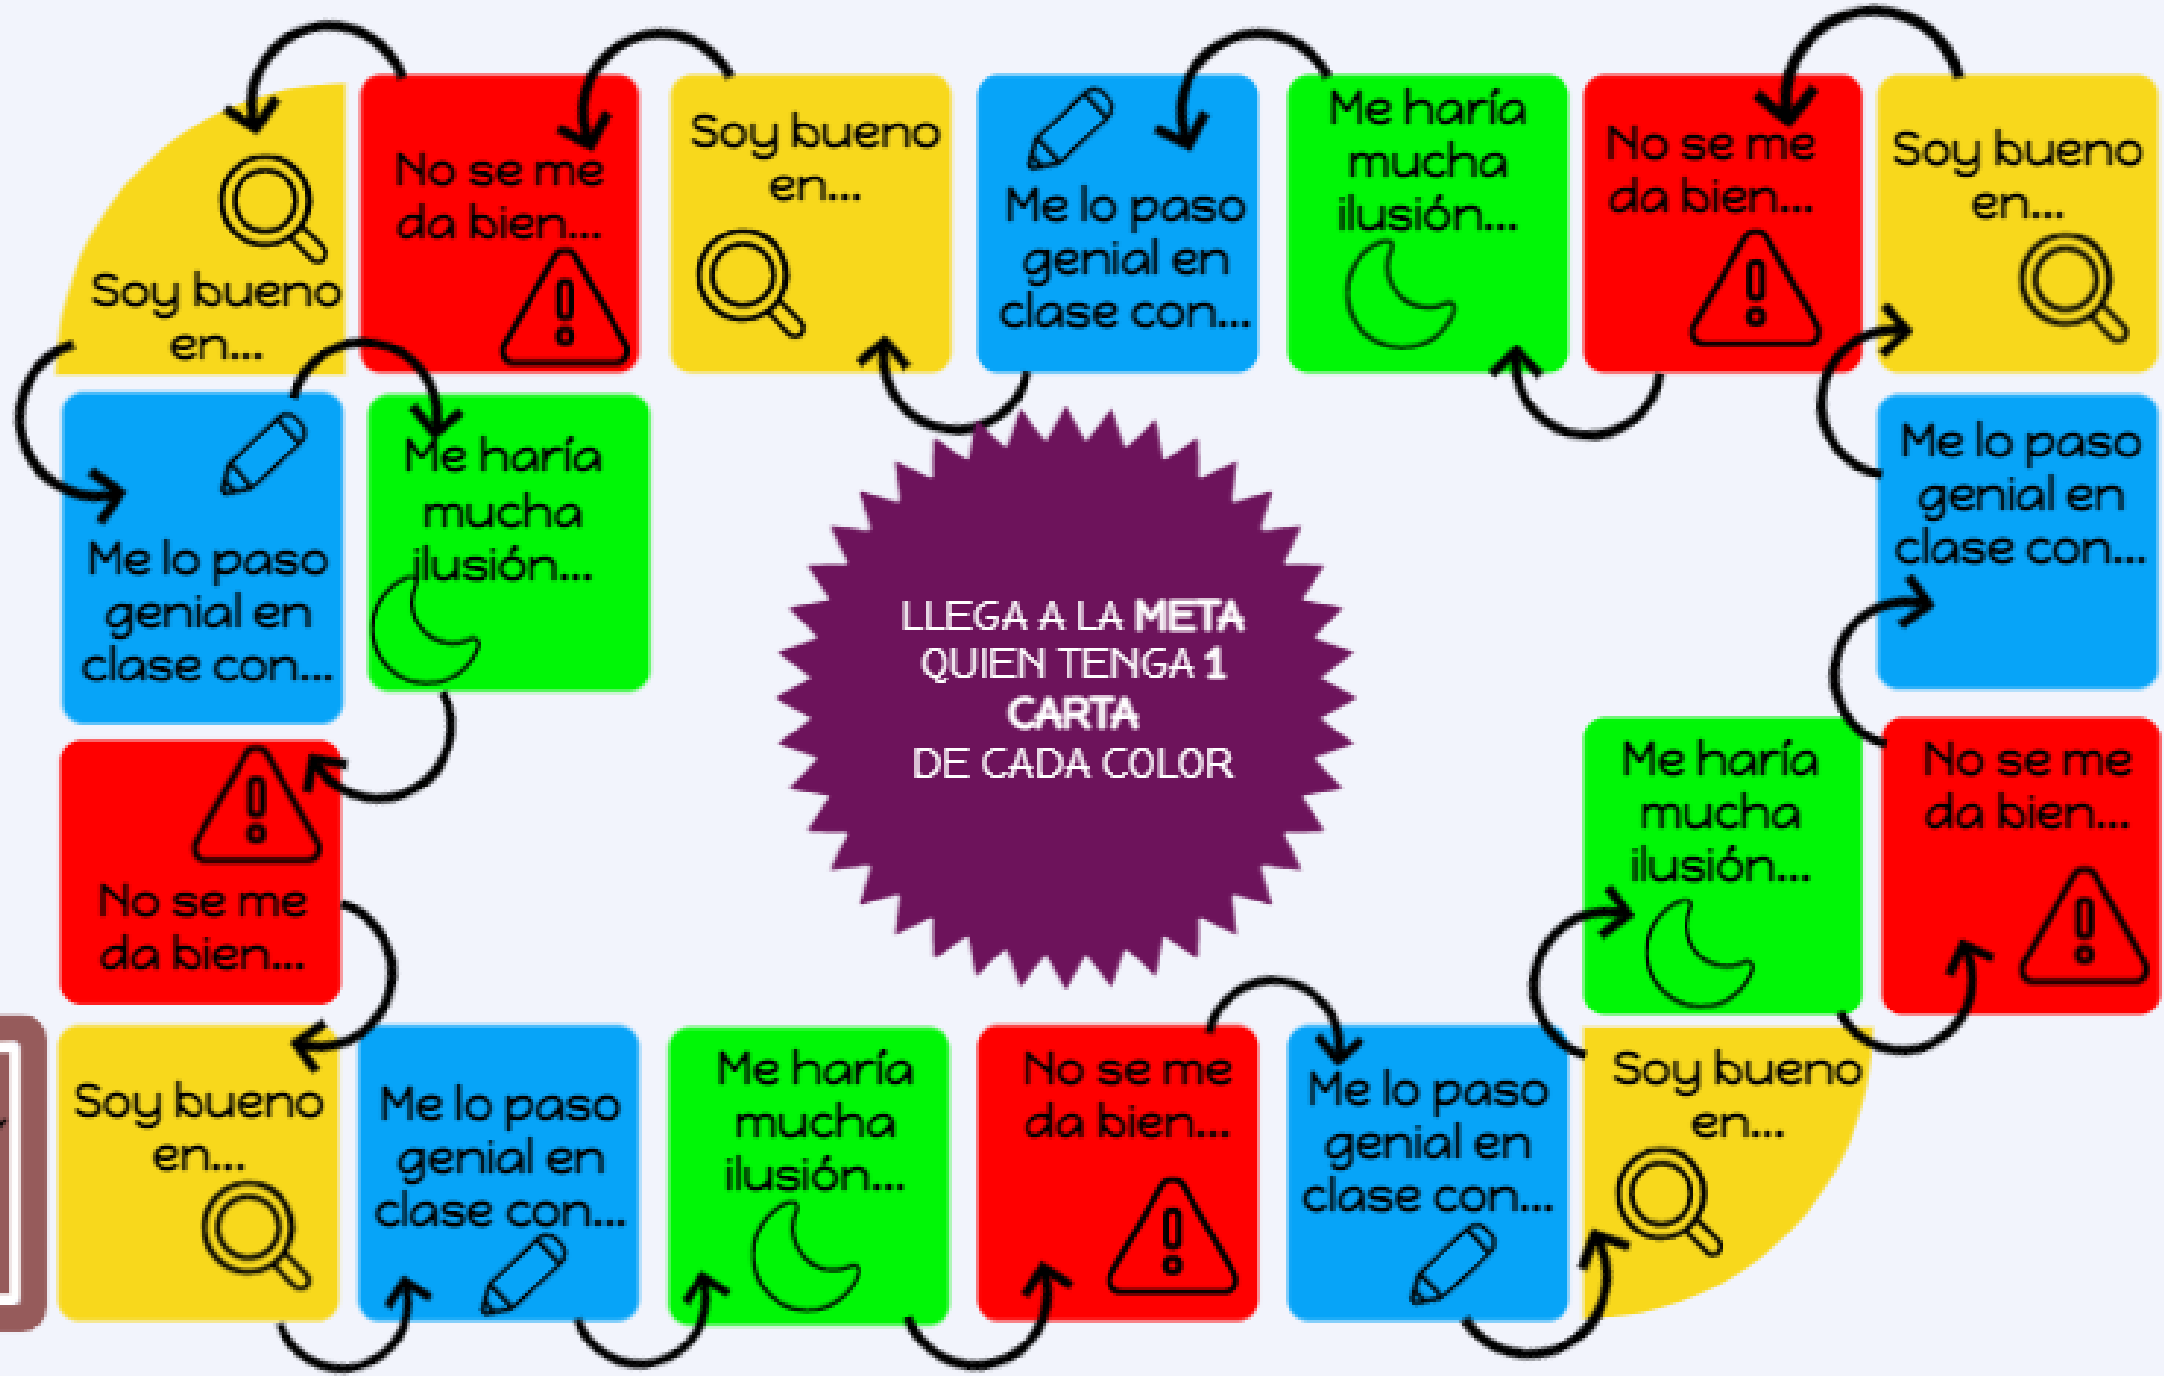 Soy bueno
en...
No se me
da bien...
Soy bueno
en...
Me lo paso
genial en
clase con...
Me haría
mucha
ilusión...
No se me
da bien...
Soy bueno
en...
Me lo paso
genial en
clase con...
Me haría
mucha
ilusión...
LLEGA A LA META
QUIEN TENGA 1
CARTA
DE CADA COLOR
Me lo paso
genial en
clase con...
No se me
da bien...
Me haría
mucha
ilusión...
No se me
da bien...
Soy bueno
en...
Me lo paso
genial en
clase con...
Me haría
mucha
ilusión...
No se me
da bien...
Me lo paso
genial en
clase con...
Soy bueno
en...